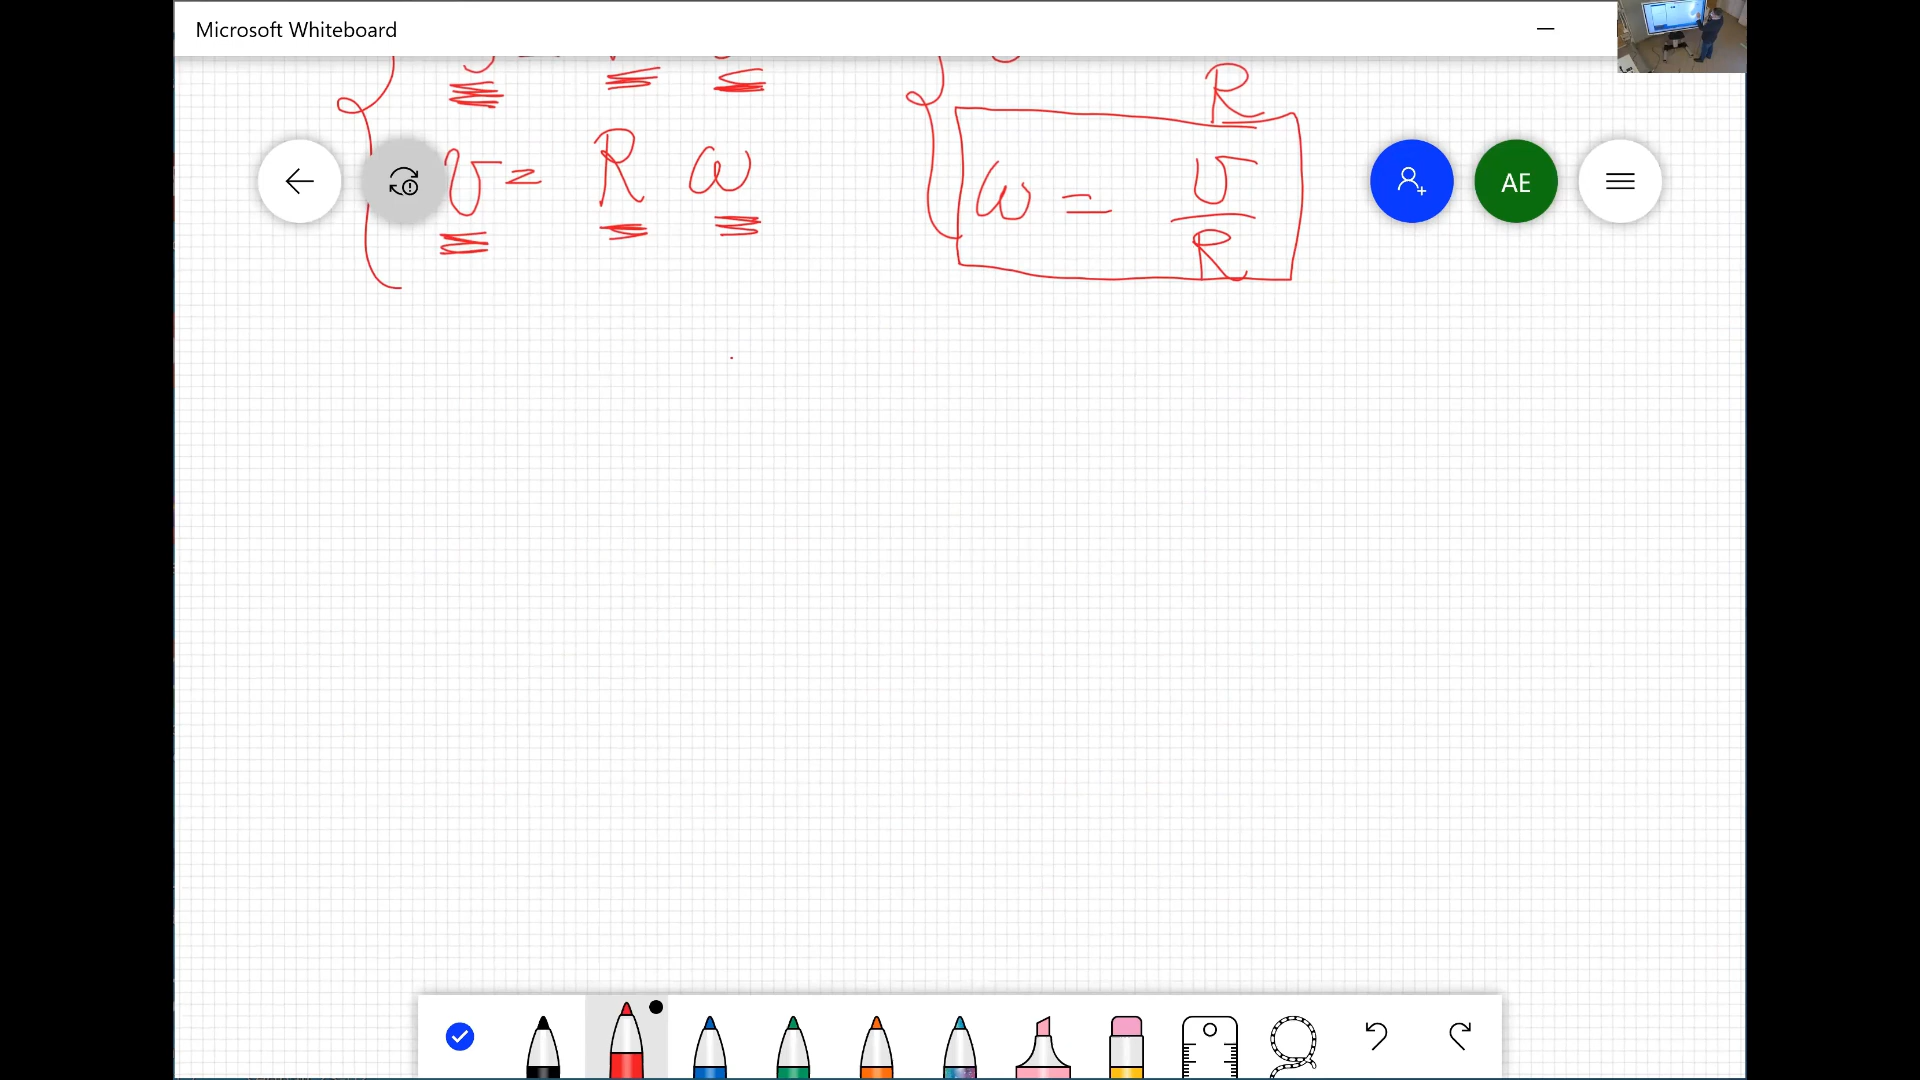 Microsoft Whiteboard
R
v = R ω
ω = v / R
AE